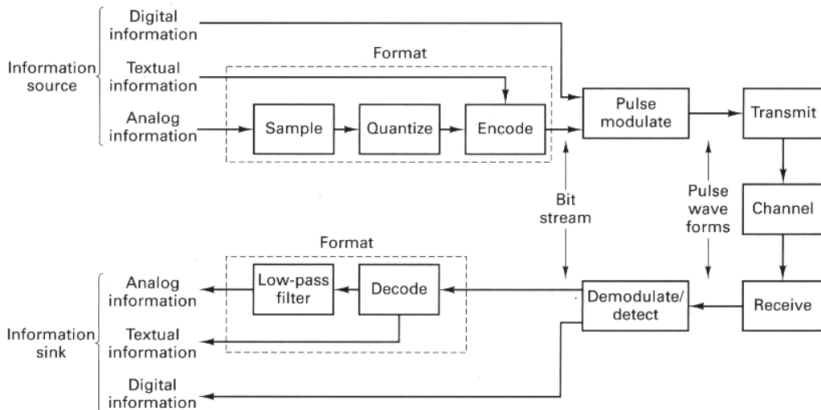 Digital
information
Format
Information
source
Textual
information
Analog
information
Sample
Quantize
Encode
Pulse
modulate
Transmit
Bit
stream
Pulse
wave
forms
Channel
Format
Information
sink
Analog
information
Low-pass
filter
Decode
Demodulate/
detect
Receive
Textual
information
Digital
information